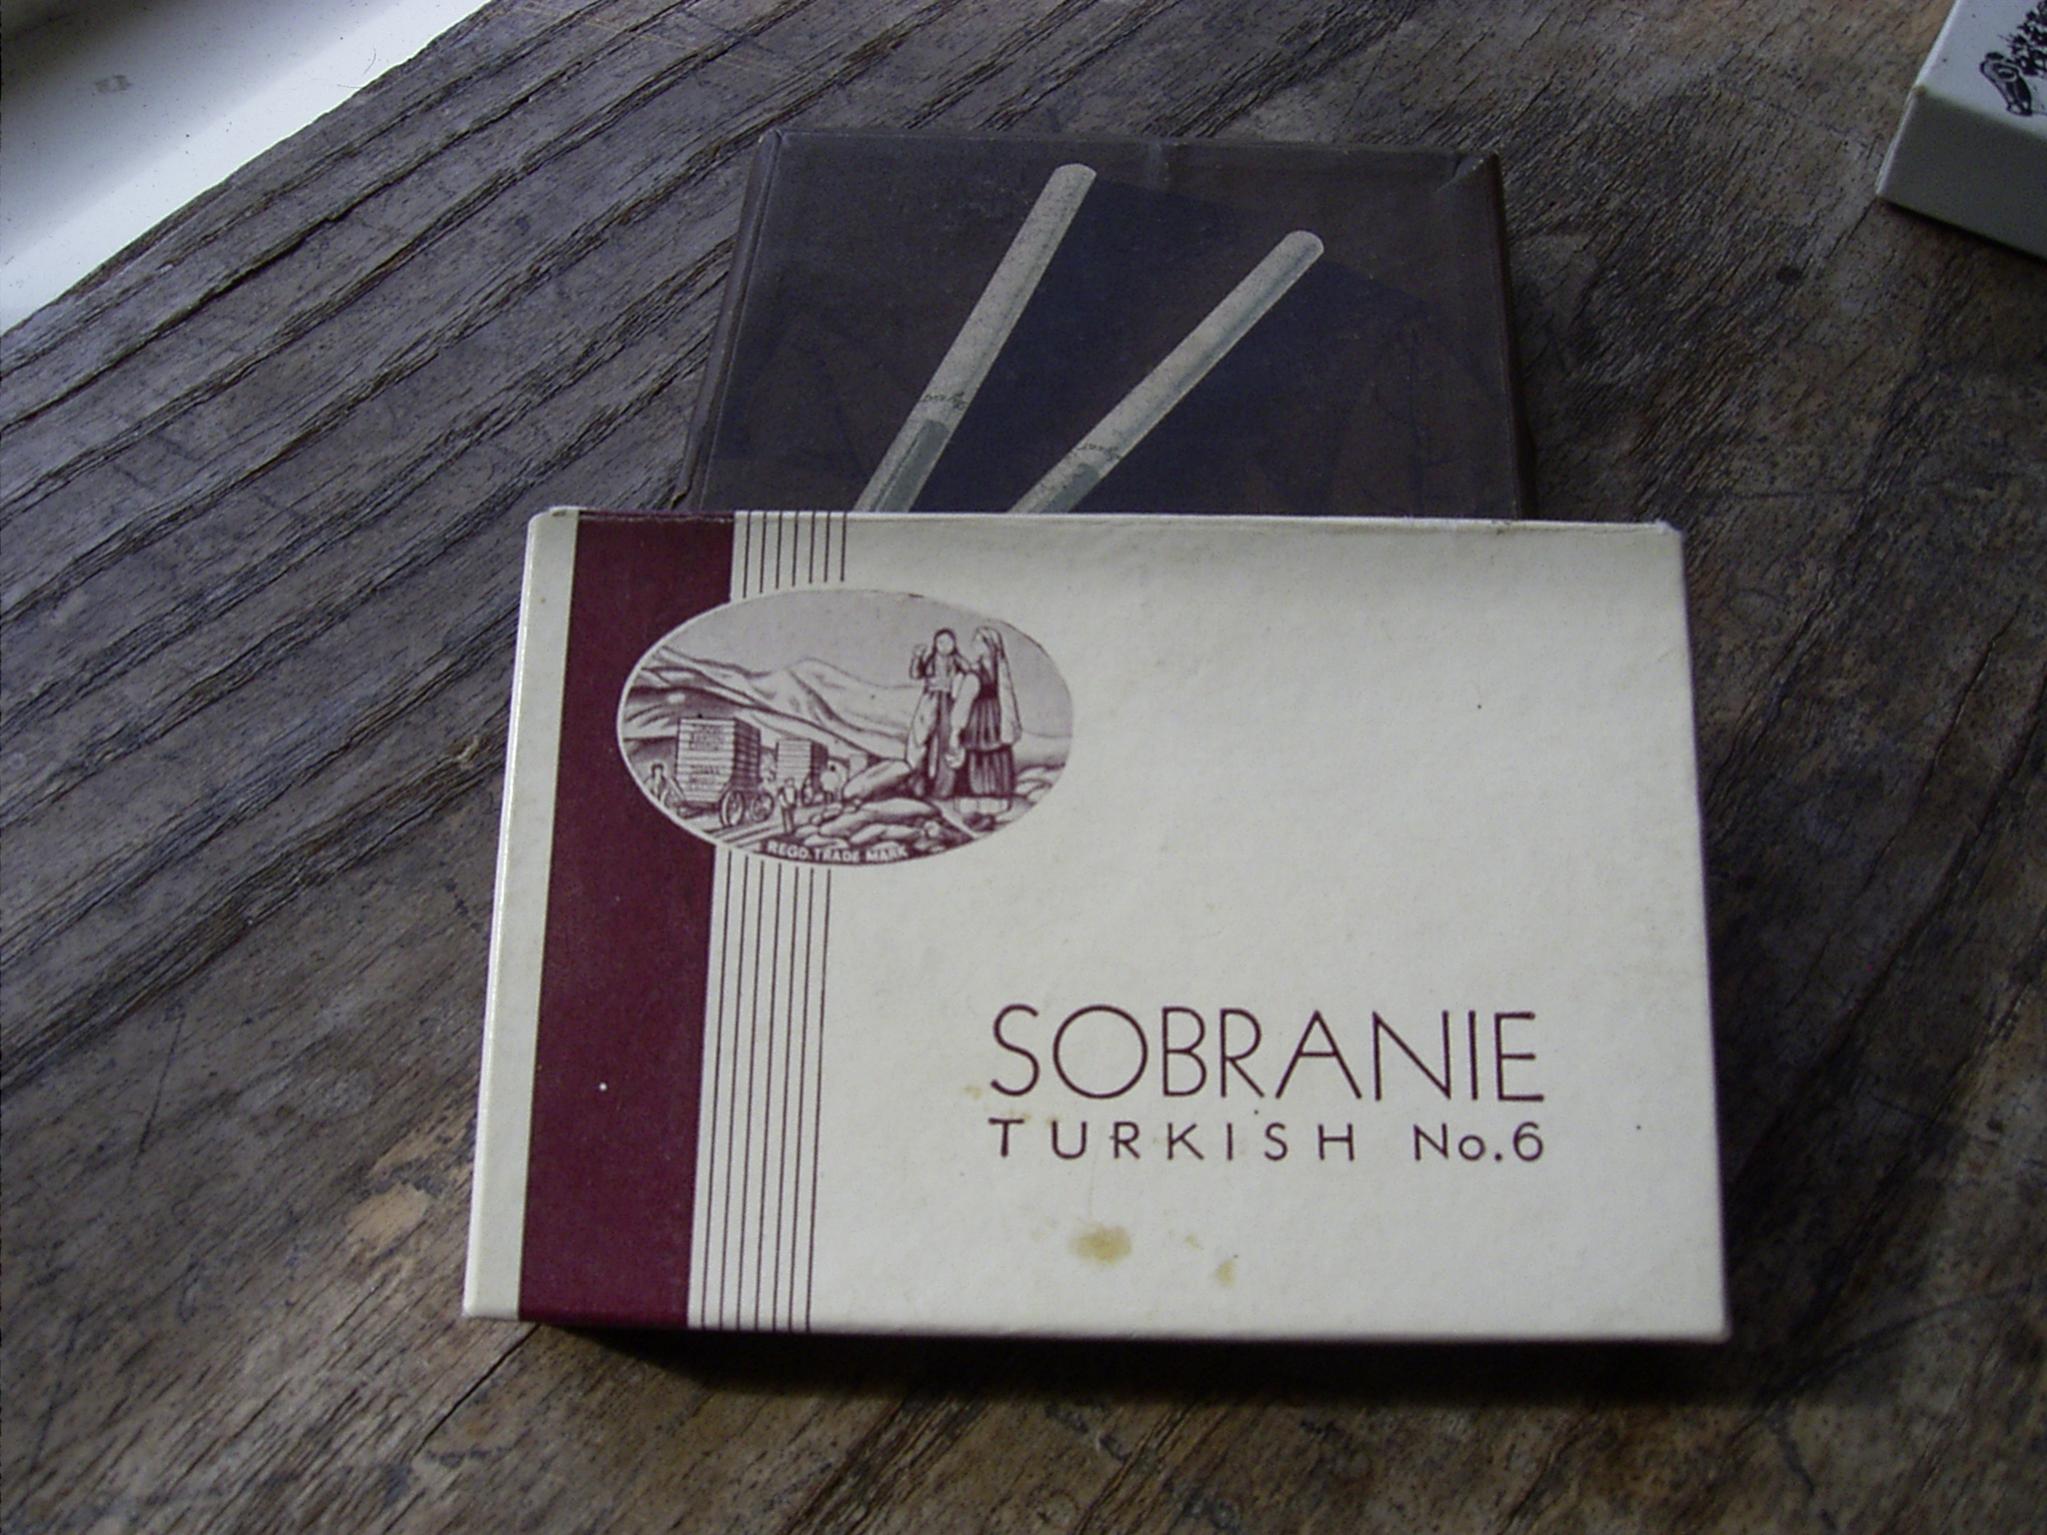 REGD. TRADE MARK
SOBRANIE
TURKISH No.6